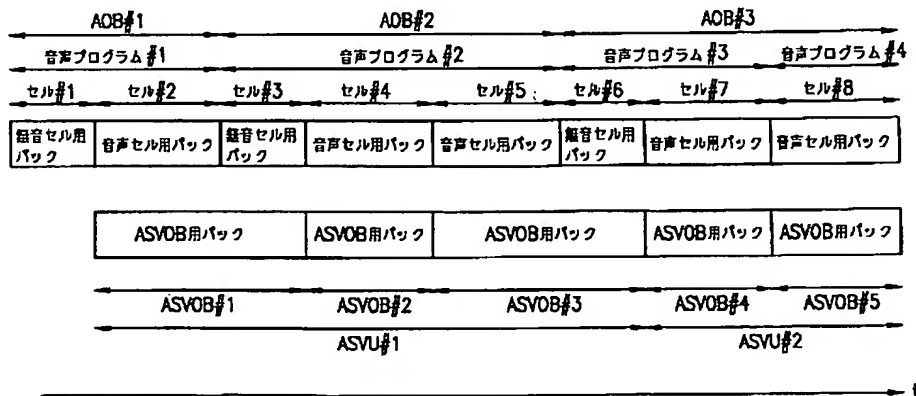 AOB#1 AOB#2 AOB#3
音声プログラム#1 音声プログラム#2 音声プログラム#3 音声プログラム#4
セル#1 セル#2 セル#3 セル#4 セル#5 セル#6 セル#7 セル#8
無音セル用パック 音声セル用パック 無音セル用パック 音声セル用パック 音声セル用パック 無音セル用パック 音声セル用パック 音声セル用パック
ASVOB用パック ASVOB用パック ASVOB用パック ASVOB用パック ASVOB用パック
ASVOB#1 ASVOB#2 ASVOB#3 ASVOB#4 ASVOB#5
ASVU#1 ASVU#2
t